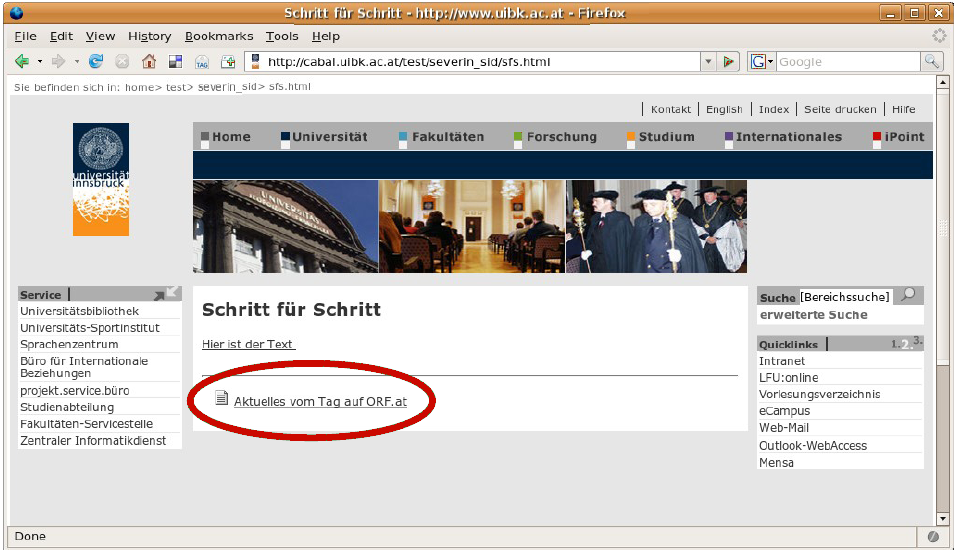 Schritt für Schritt - http://www.uibk.ac.at - Firefox
File Edit View History Bookmarks Tools Help
TAG http://cabal.uibk.ac.at/test/severin_sid/sfs.html G Google
Sie befinden sich in: home> test> severin_sid> sfs.html
Kontakt English Index Seite drucken Hilfe
Home Universität Fakultäten Forschung Studium Internationales iPoint
universität
innsbruck
Service
Universitätsbibliothek
Universitäts-Sportinstitut
Sprachenzentrum
Büro für Internationale
Beziehungen
projekt.service.büro
Studienabteilung
Fakultäten-Servicestelle
Zentraler Informatikdienst
Schritt für Schritt
Hier ist der Text
Aktuelles vom Tag auf ORF.at
Suche [Bereichssuche]
erweiterte Suche
Quicklinks 1.2.3.
Intranet
LFU:online
Vorlesungsverzeichnis
eCampus
Web-Mail
Outlook-WebAccess
Mensa
Done